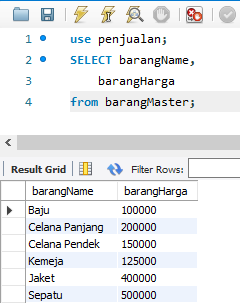 1 use penjualan;
2 SELECT barangName,
3 barangHarga
4 from barangMaster;
Result Grid Filter Rows:
barangName barangHarga
Baju 100000
Celana Panjang 200000
Celana Pendek 150000
Kemeja 125000
Jaket 400000
Sepatu 500000